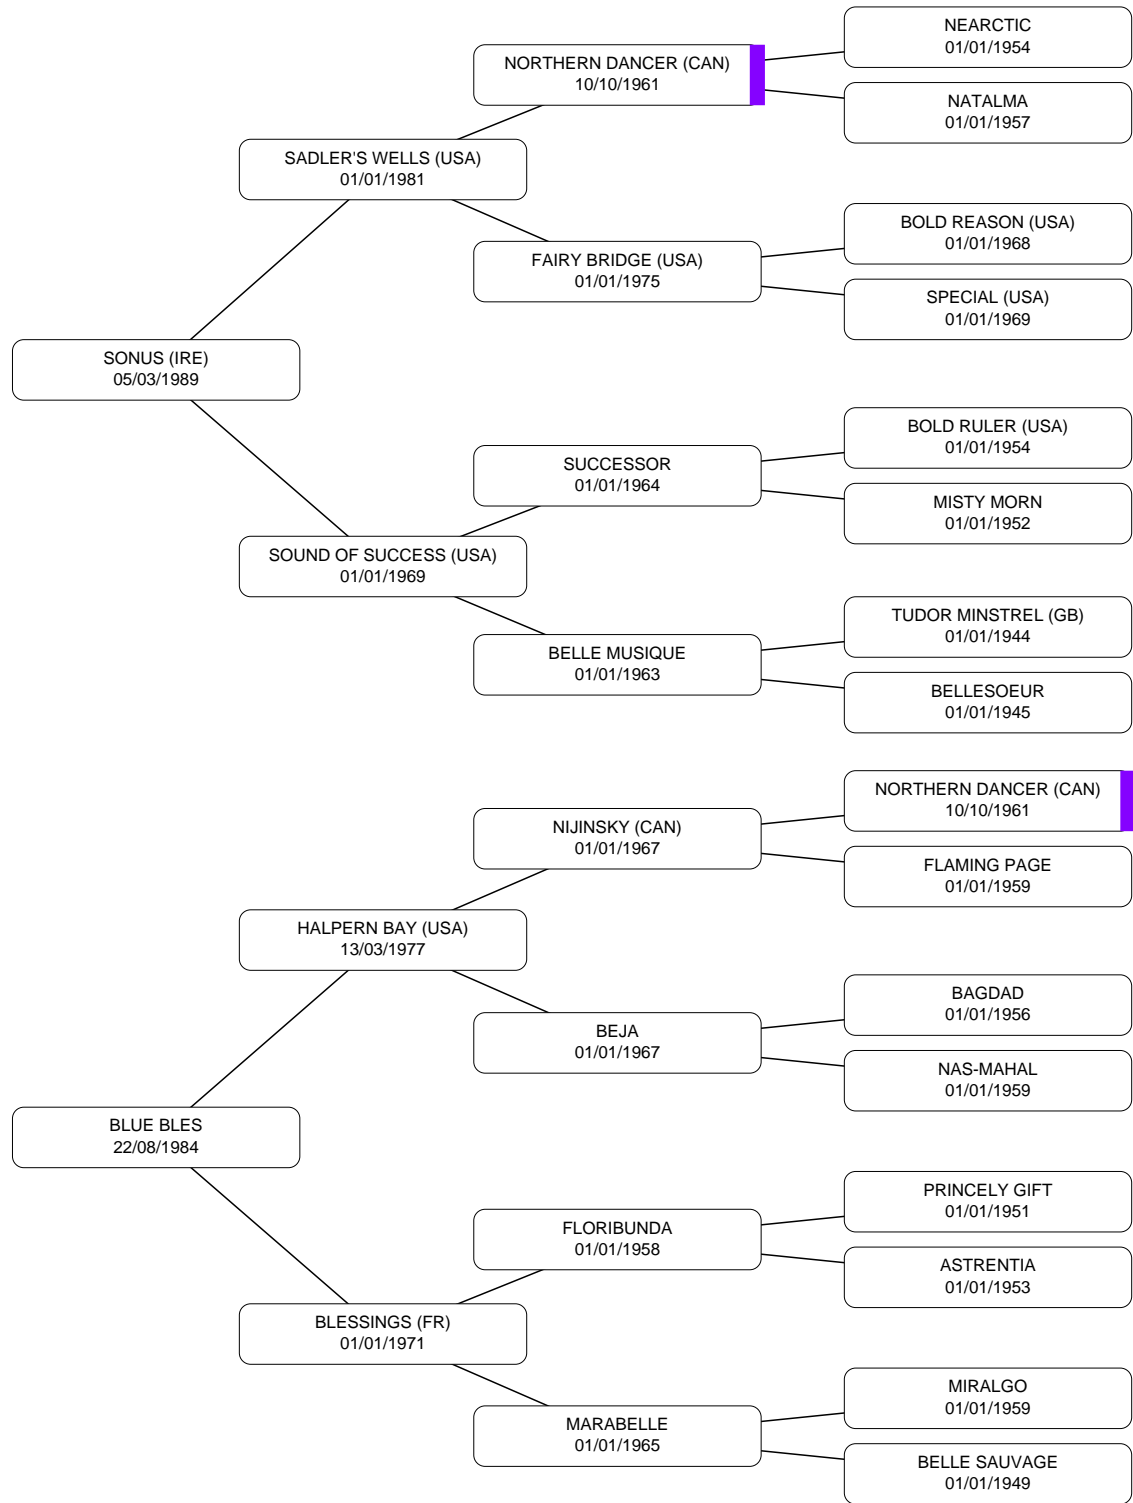 NEARCTIC
01/01/1954
NORTHERN DANCER (CAN)
10/10/1961
NATALMA
01/01/1957
SADLER'S WELLS (USA)
01/01/1981
BOLD REASON (USA)
01/01/1968
FAIRY BRIDGE (USA)
01/01/1975
SPECIAL (USA)
01/01/1969
SONUS (IRE)
05/03/1989
BOLD RULER (USA)
01/01/1954
SUCCESSOR
01/01/1964
MISTY MORN
01/01/1952
SOUND OF SUCCESS (USA)
01/01/1969
TUDOR MINSTREL (GB)
01/01/1944
BELLE MUSIQUE
01/01/1963
BELLESOEUR
01/01/1945
NORTHERN DANCER (CAN)
10/10/1961
NIJINSKY (CAN)
01/01/1967
FLAMING PAGE
01/01/1959
HALPERN BAY (USA)
13/03/1977
BAGDAD
01/01/1956
BEJA
01/01/1967
NAS-MAHAL
01/01/1959
BLUE BLES
22/08/1984
PRINCELY GIFT
01/01/1951
FLORIBUNDA
01/01/1958
ASTRENTIA
01/01/1953
BLESSINGS (FR)
01/01/1971
MIRALGO
01/01/1959
MARABELLE
01/01/1965
BELLE SAUVAGE
01/01/1949